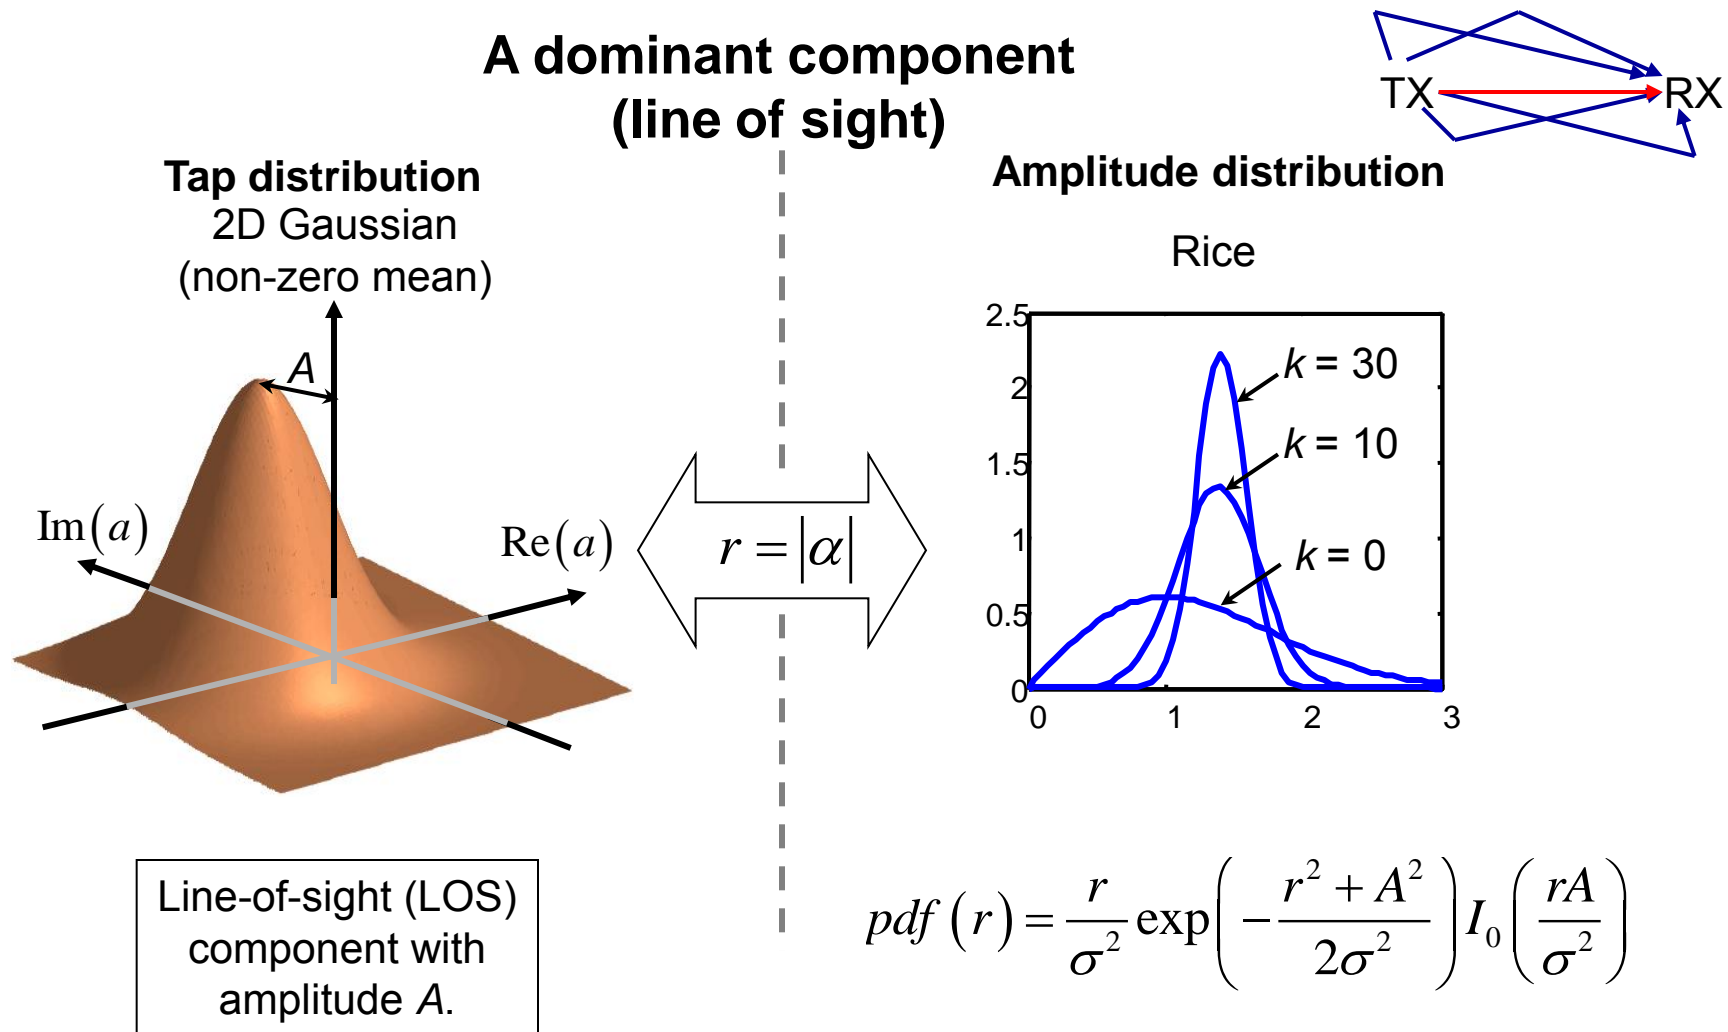 A dominant component
(line of sight)
TX
RX
Tap distribution
2D Gaussian
(non-zero mean)
A
Im(a)
Re(a)
r = |α|
Amplitude distribution
Rice
2.5
2
1.5
1
0.5
0
0 1 2 3
k = 30
k = 10
k = 0
Line-of-sight (LOS)
component with
amplitude A.
pdf (r) = r/σ² exp(− (r² + A²)/(2σ²)) I₀(rA/σ²)